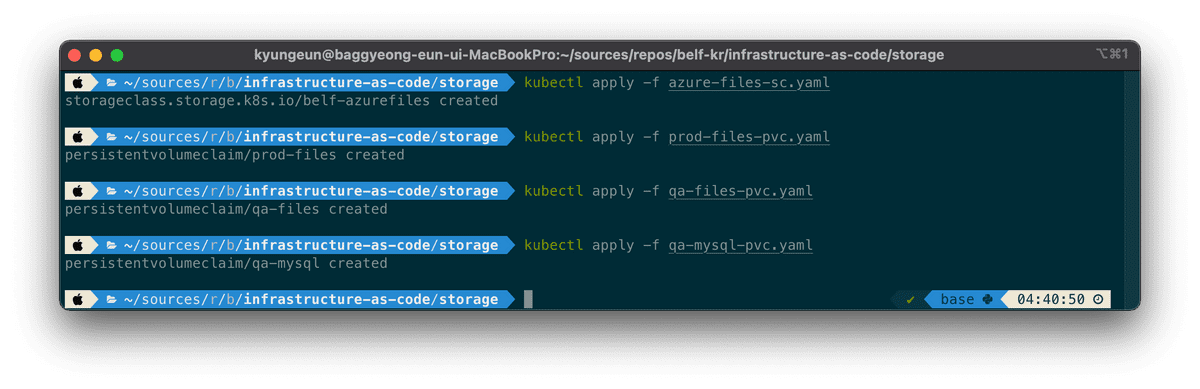 kyungeun@baggyeong-eun-ui-MacBookPro:~/sources/repos/belf-kr/infrastructure-as-code/storage ⌥⌘1
~/sources/r/b/infrastructure-as-code/storage kubectl apply -f azure-files-sc.yaml
storageclass.storage.k8s.io/belf-azurefiles created
~/sources/r/b/infrastructure-as-code/storage kubectl apply -f prod-files-pvc.yaml
persistentvolumeclaim/prod-files created
~/sources/r/b/infrastructure-as-code/storage kubectl apply -f qa-files-pvc.yaml
persistentvolumeclaim/qa-files created
~/sources/r/b/infrastructure-as-code/storage kubectl apply -f qa-mysql-pvc.yaml
persistentvolumeclaim/qa-mysql created
~/sources/r/b/infrastructure-as-code/storage ✔ base 04:40:50